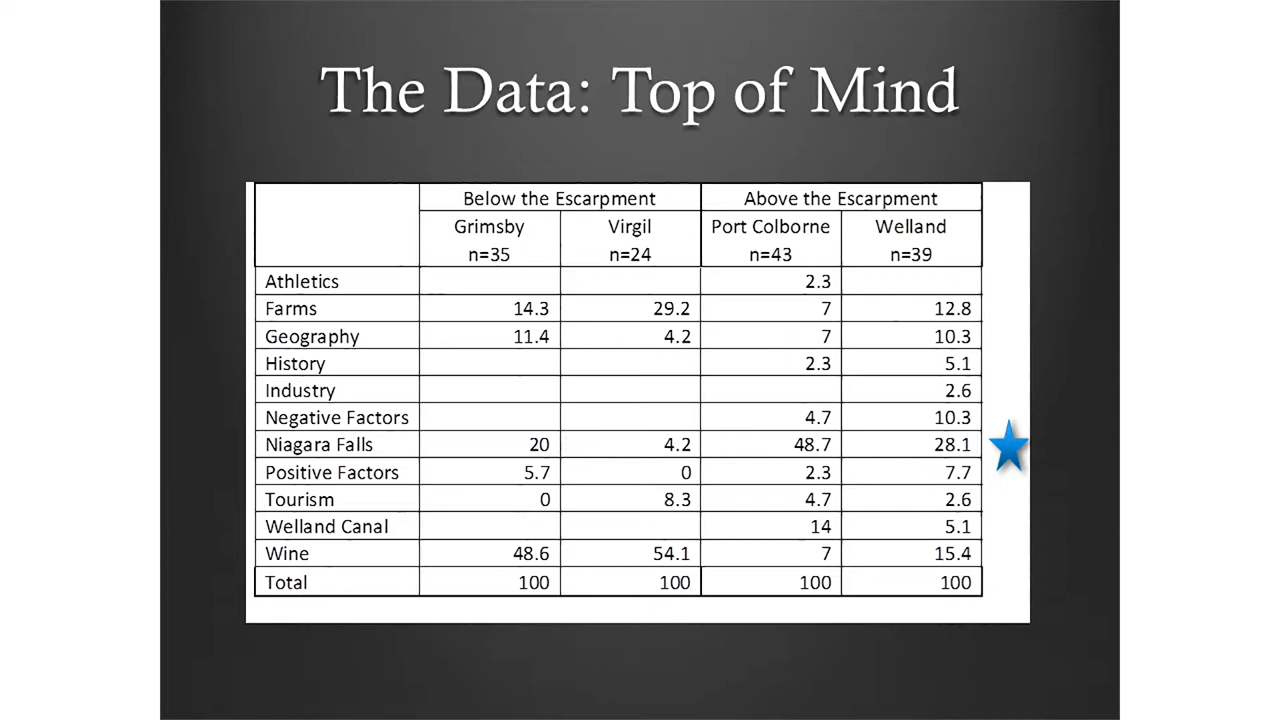 The Data: Top of Mind
Below the Escarpment Above the Escarpment
Grimsby Virgil Port Colborne Welland
n=35 n=24 n=43 n=39
Athletics 2.3
Farms 14.3 29.2 7 12.8
Geography 11.4 4.2 7 10.3
History 2.3 5.1
Industry 2.6
Negative Factors 4.7 10.3
Niagara Falls 20 4.2 48.7 28.1
Positive Factors 5.7 0 2.3 7.7
Tourism 0 8.3 4.7 2.6
Welland Canal 14 5.1
Wine 48.6 54.1 7 15.4
Total 100 100 100 100